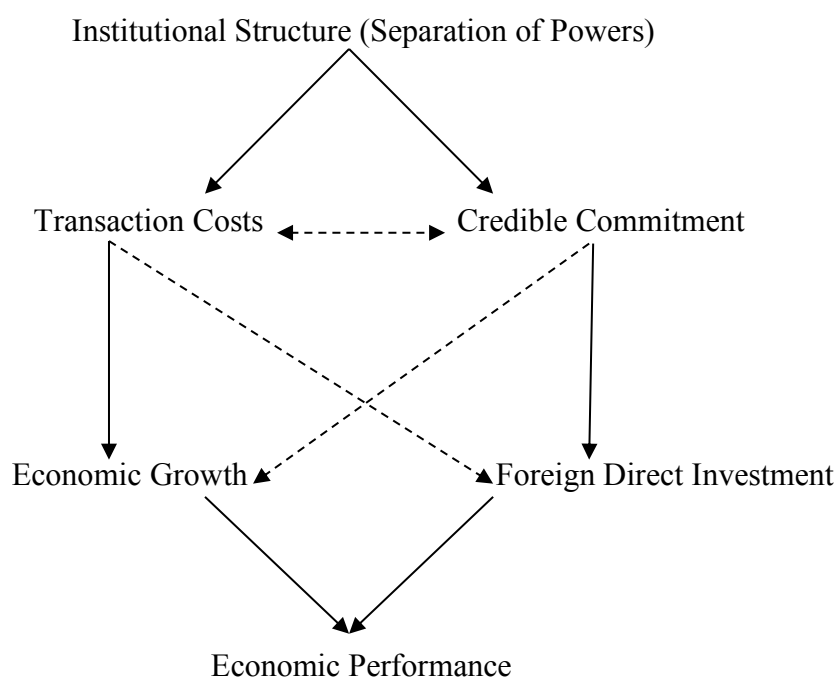 Institutional Structure (Separation of Powers)
Transaction Costs
Credible Commitment
Economic Growth
Foreign Direct Investment
Economic Performance